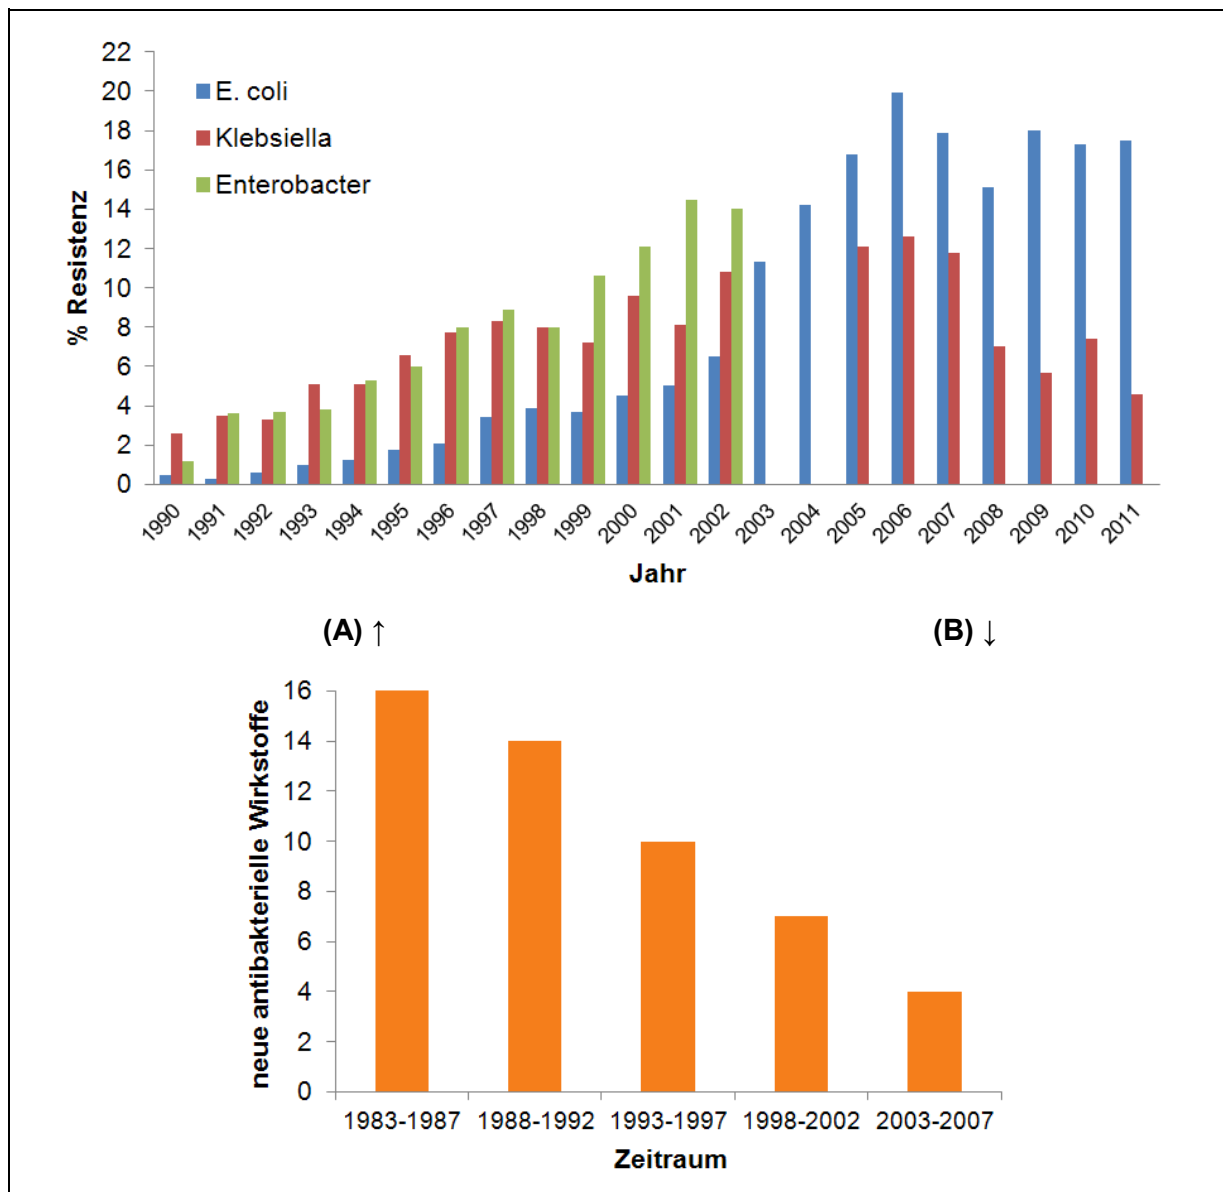 22
20
18
16
14
12
10
8
6
4
2
0
% Resistenz
E. coli
Klebsiella
Enterobacter
1990 1991 1992 1993 1994 1995 1996 1997 1998 1999 2000 2001 2002 2003 2004 2005 2006 2007 2008 2009 2010 2011
Jahr
(A) ↑ (B) ↓
16
14
12
10
8
6
4
2
0
neue antibakterielle Wirkstoffe
1983-1987 1988-1992 1993-1997 1998-2002 2003-2007
Zeitraum